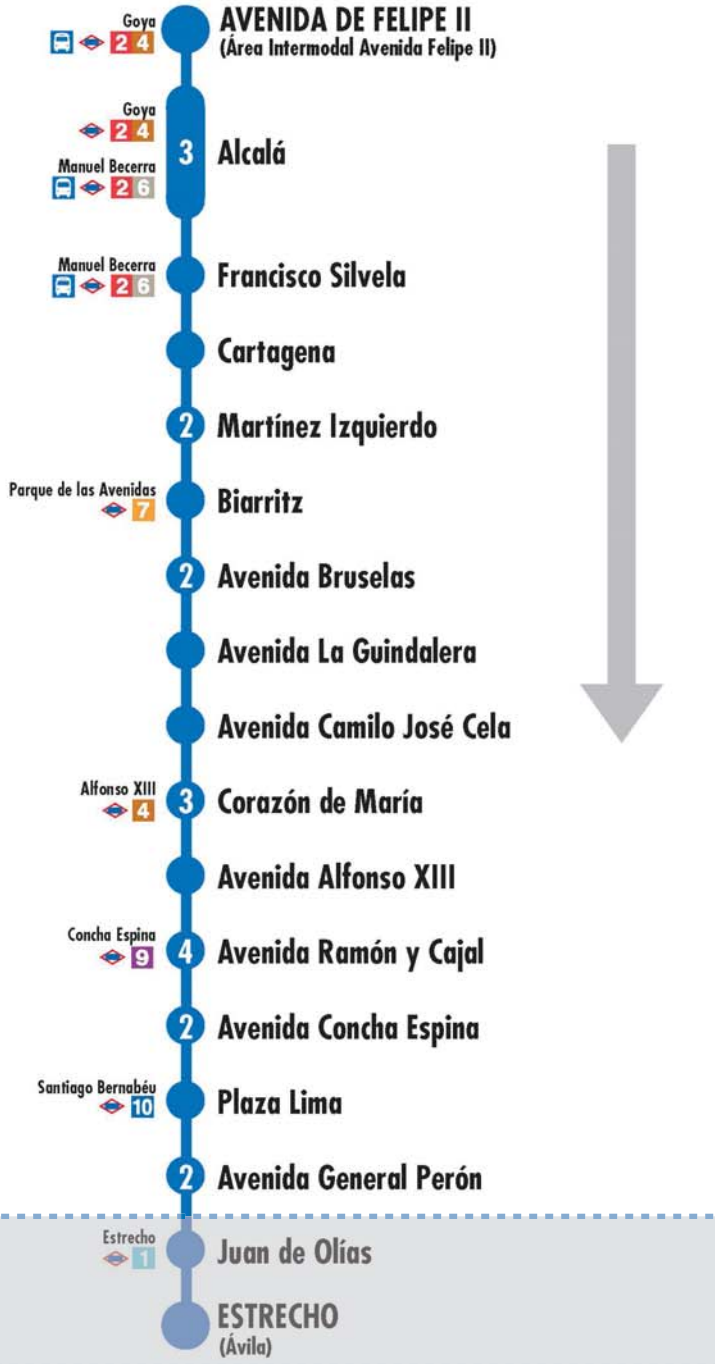 Goya
2 4
AVENIDA DE FELIPE II
(Área Intermodal Avenida Felipe II)
Goya
2 4
Manuel Becerra
2 6
3
Alcalá
Manuel Becerra
2 6
Francisco Silvela
Cartagena
2
Martínez Izquierdo
Parque de las Avenidas
7
Biarritz
2
Avenida Bruselas
Avenida La Guindalera
Avenida Camilo José Cela
Alfonso XIII
4
3
Corazón de María
Avenida Alfonso XIII
Concha Espina
9
4
Avenida Ramón y Cajal
2
Avenida Concha Espina
Santiago Bernabéu
10
Plaza Lima
2
Avenida General Perón
Estrecho
1
Juan de Olías
ESTRECHO
(Ávila)